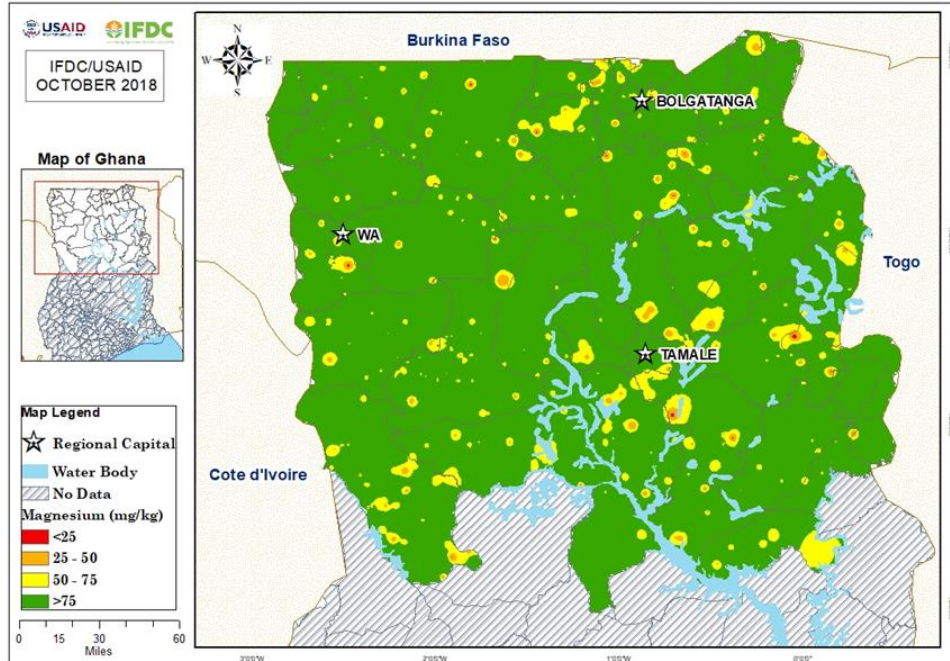 USAID
IFDC
IFDC/USAID
OCTOBER 2018
Map of Ghana
Map Legend
Regional Capital
Water Body
No Data
Magnesium (mg/kg)
<25
25 - 50
50 - 75
>75
0 15 30 60
Miles
N
W E
S
Burkina Faso
BOLGATANGA
WA
Togo
TAMALE
Cote d'Ivoire